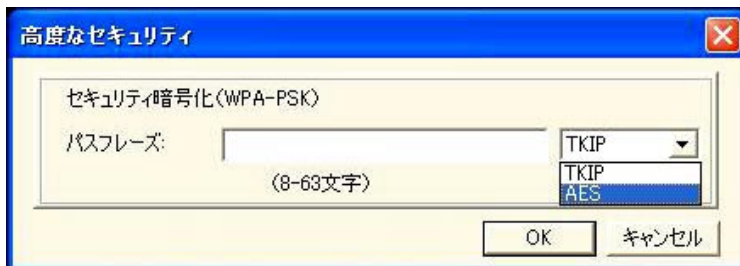 高度なセキュリティ
セキュリティ暗号化(WPA-PSK)
パスフレーズ: TKIP
TKIP
(8-63文字) AES
OK キャンセル